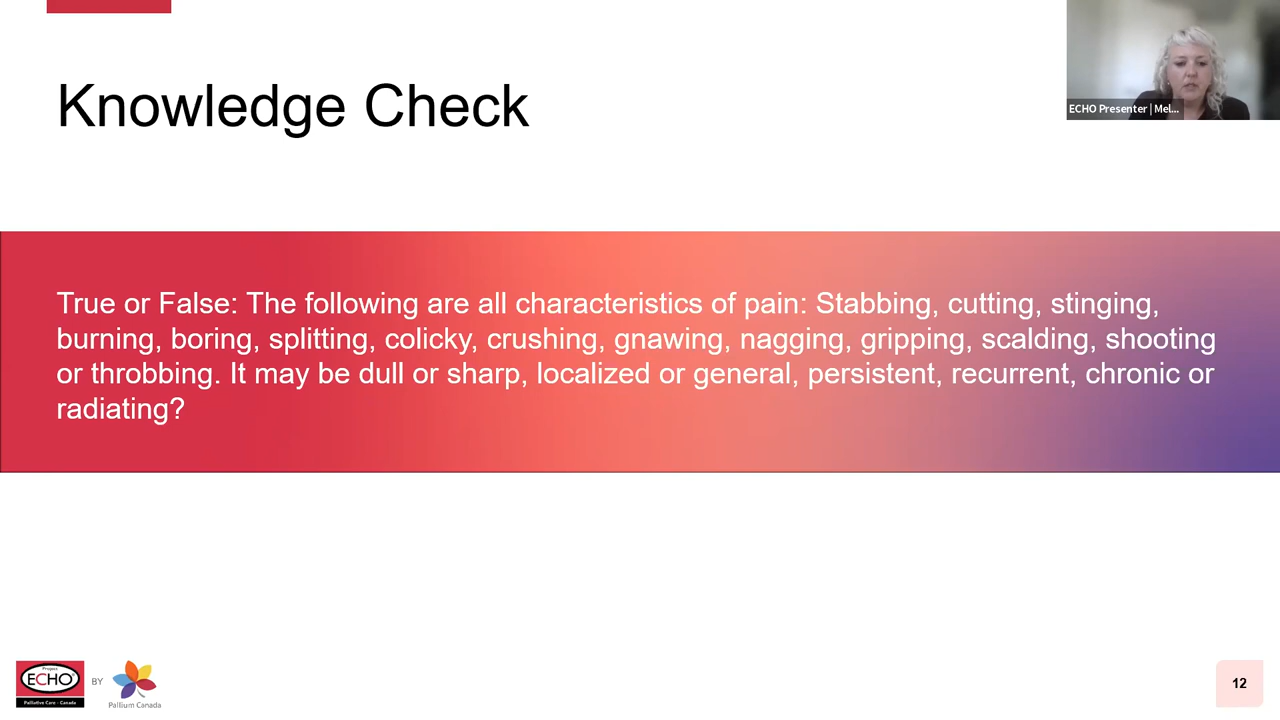 Knowledge Check
ECHO Presenter | Mel...
True or False: The following are all characteristics of pain: Stabbing, cutting, stinging,
burning, boring, splitting, colicky, crushing, gnawing, nagging, gripping, scalding, shooting
or throbbing. It may be dull or sharp, localized or general, persistent, recurrent, chronic or
radiating?
Project
ECHO
Palliative Care - Canada
BY
Pallium Canada
12